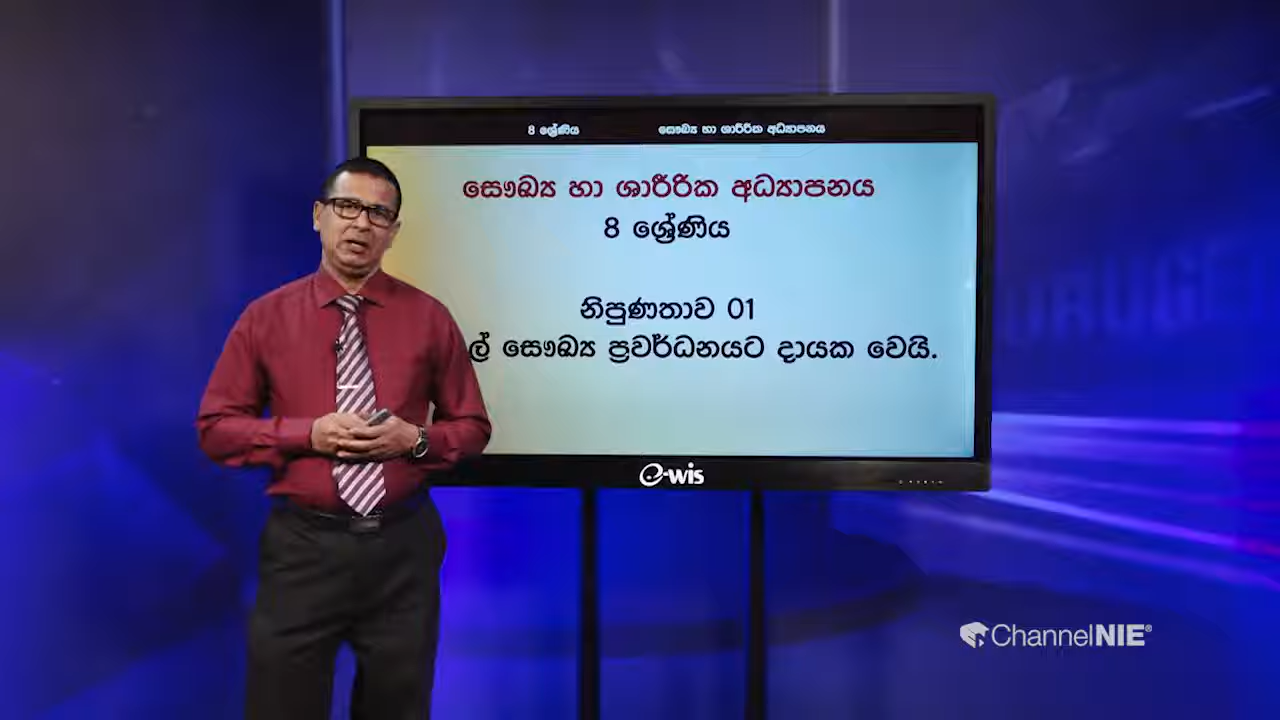 8 ශ්‍රේණිය
සෞඛ්‍ය හා ශාරීරික අධ්‍යාපනය
සෞඛ්‍ය හා ශාරීරික අධ්‍යාපනය
8 ශ්‍රේණිය
නිපුණතාව 01
සෞඛ්‍ය ප්‍රවර්ධනයට දායක වෙයි.
e-wis
ChannelNIE®